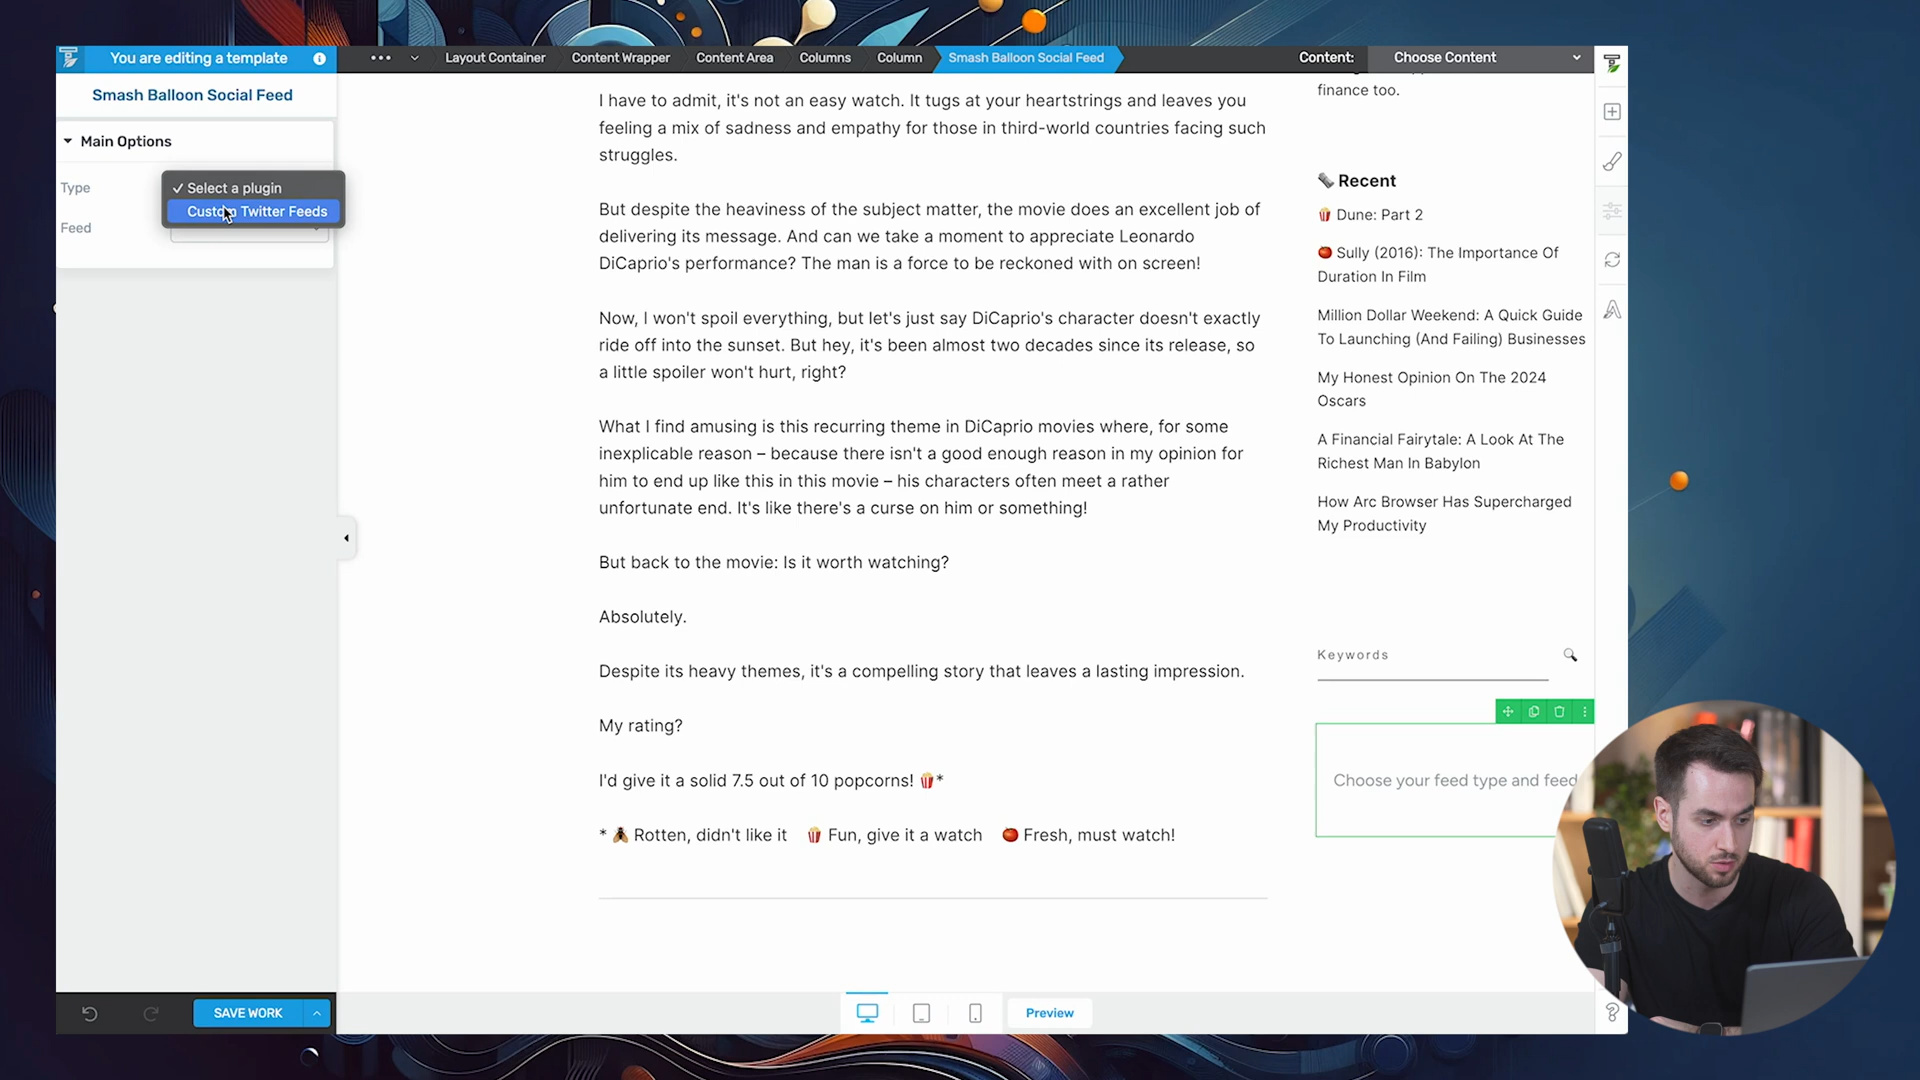 You are editing a template
Layout Container
Content Wrapper
Content Area
Columns
Column
Smash Balloon Social Feed
Content:
Choose Content
Smash Balloon Social Feed
Main Options
Type
Select a plugin
Custom Twitter Feeds
Feed
I have to admit, it's not an easy watch. It tugs at your heartstrings and leaves you
feeling a mix of sadness and empathy for those in third-world countries facing such
struggles.
But despite the heaviness of the subject matter, the movie does an excellent job of
delivering its message. And can we take a moment to appreciate Leonardo
DiCaprio's performance? The man is a force to be reckoned with on screen!
Now, I won't spoil everything, but let's just say DiCaprio's character doesn't exactly
ride off into the sunset. But hey, it's been almost two decades since its release, so
a little spoiler won't hurt, right?
What I find amusing is this recurring theme in DiCaprio movies where, for some
inexplicable reason – because there isn't a good enough reason in my opinion for
him to end up like this in this movie – his characters often meet a rather
unfortunate end. It's like there's a curse on him or something!
But back to the movie: Is it worth watching?
Absolutely.
Despite its heavy themes, it's a compelling story that leaves a lasting impression.
My rating?
I'd give it a solid 7.5 out of 10 popcorns! 🍿*
* 🪰 Rotten, didn't like it 🍿 Fun, give it a watch 🍅 Fresh, must watch!
finance too.
🗞️ Recent
🍿 Dune: Part 2
🍅 Sully (2016): The Importance Of
Duration In Film
Million Dollar Weekend: A Quick Guide
To Launching (And Failing) Businesses
My Honest Opinion On The 2024
Oscars
A Financial Fairytale: A Look At The
Richest Man In Babylon
How Arc Browser Has Supercharged
My Productivity
Keywords
Choose your feed type and feed
SAVE WORK
Preview